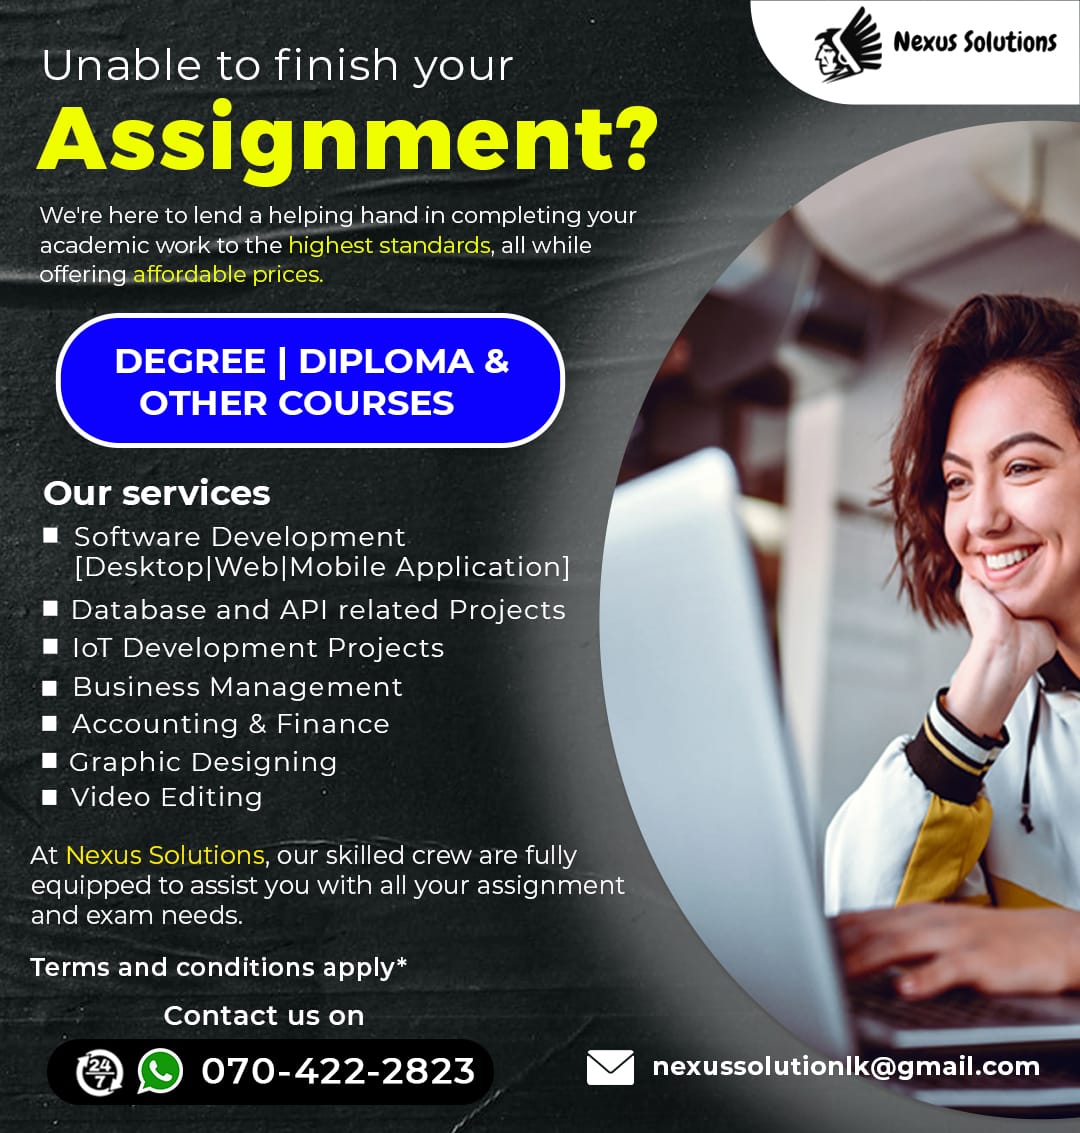 Nexus Solutions
Unable to finish your
Assignment?
We're here to lend a helping hand in completing your
academic work to the highest standards, all while
offering affordable prices.
DEGREE | DIPLOMA &
OTHER COURSES
Our services
Software Development
[Desktop|Web|Mobile Application]
Database and API related Projects
IoT Development Projects
Business Management
Accounting & Finance
Graphic Designing
Video Editing
At Nexus Solutions, our skilled crew are fully
equipped to assist you with all your assignment
and exam needs.
Terms and conditions apply*
Contact us on
24
7
070-422-2823
nexussolutionlk@gmail.com